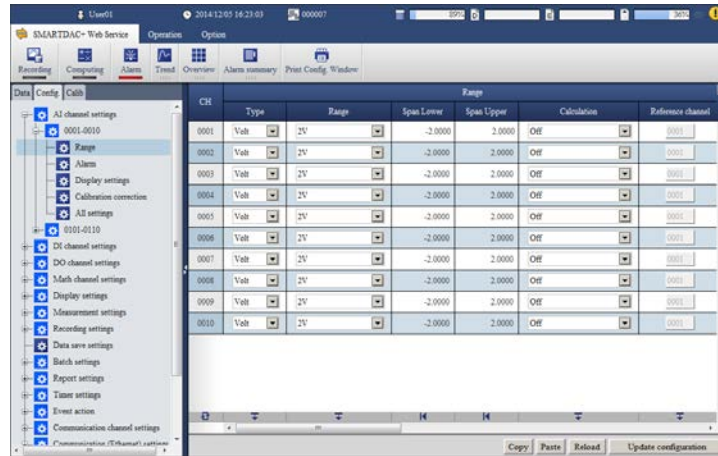 User01 2014/12/05 16:23:03 000007 89% 36%
SMARTDAC+ Web Service Operation Option
Recording Computing Alarm Trend Overview Alarm summary Print Config. Window
Data Config. Calib
AI channel settings
0001-0010
Range
Alarm
Display settings
Calibration correction
All settings
0101-0110
DI channel settings
DO channel settings
Math channel settings
Display settings
Measurement settings
Recording settings
Data save settings
Batch settings
Report settings
Timer settings
Event action
Communication channel settings
Communication (Ethernet) settings
CH Range
Type Range Span Lower Span Upper Calculation Reference channel
0001 Volt 2V -2.0000 2.0000 Off 0001
0002 Volt 2V -2.0000 2.0000 Off 0001
0003 Volt 2V -2.0000 2.0000 Off 0001
0004 Volt 2V -2.0000 2.0000 Off 0001
0005 Volt 2V -2.0000 2.0000 Off 0001
0006 Volt 2V -2.0000 2.0000 Off 0001
0007 Volt 2V -2.0000 2.0000 Off 0001
0008 Volt 2V -2.0000 2.0000 Off 0001
0009 Volt 2V -2.0000 2.0000 Off 0001
0010 Volt 2V -2.0000 2.0000 Off 0001
Copy Paste Reload Update configuration